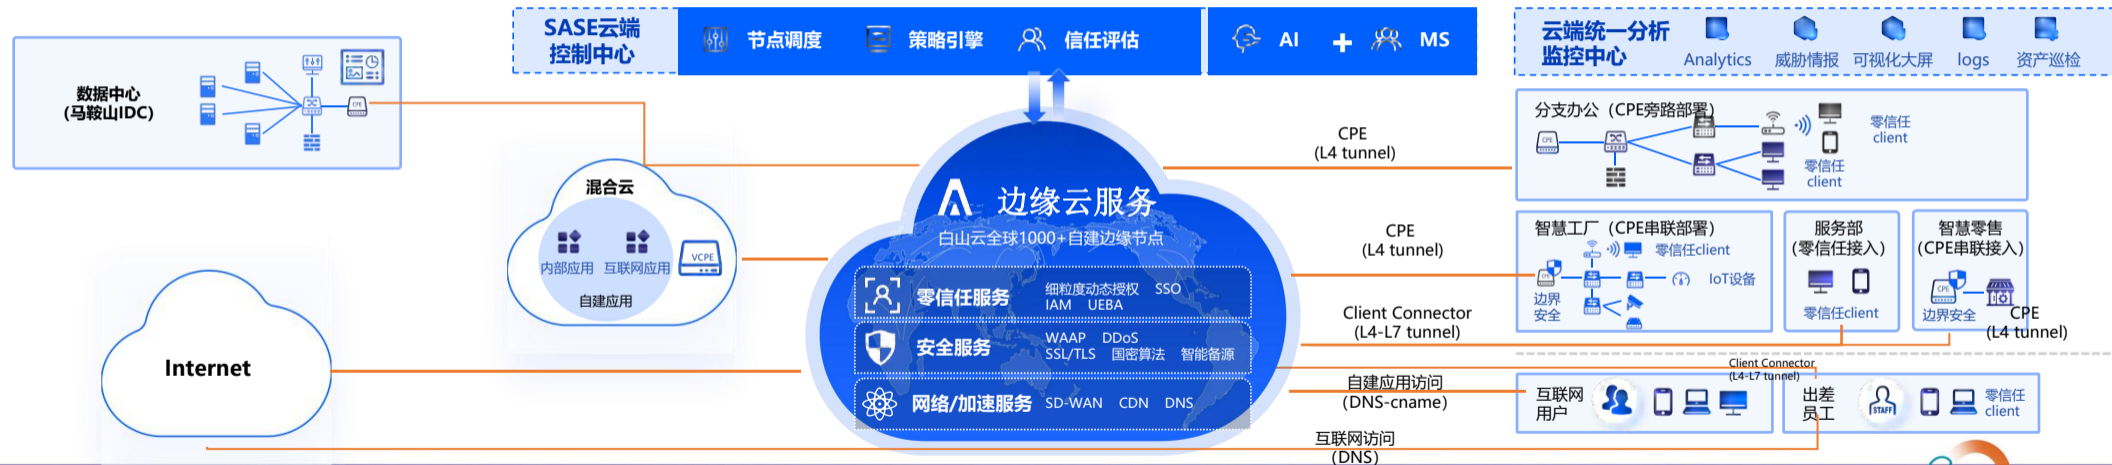 SASE云端
控制中心
节点调度
策略引擎
信任评估
AI
+
MS
云端统一分析
监控中心
Analytics
威胁情报
可视化大屏
logs
资产巡检
数据中心
(马鞍山IDC)
CPE
混合云
内部应用
互联网应用
VCPE
自建应用
Internet
边缘云服务
白山云全球1000+自建边缘节点
零信任服务
细粒度动态授权 SSO
IAM UEBA
安全服务
WAAP DDoS
SSL/TLS 国密算法 智能备源
网络/加速服务
SD-WAN CDN DNS
CPE
(L4 tunnel)
CPE
(L4 tunnel)
Client Connector
(L4-L7 tunnel)
自建应用访问
(DNS-cname)
互联网访问
(DNS)
分支办公（CPE旁路部署）
CPE
零信任
client
零信任
client
智慧工厂（CPE串联部署）
零信任client
CPE
IoT设备
边界
安全
服务部
(零信任接入)
零信任client
智慧零售
(CPE串联接入)
CPE
边界安全
CPE
(L4 tunnel)
Client Connector
(L4-L7 tunnel)
互联网
用户
出差
员工
STAFF
零信任
client